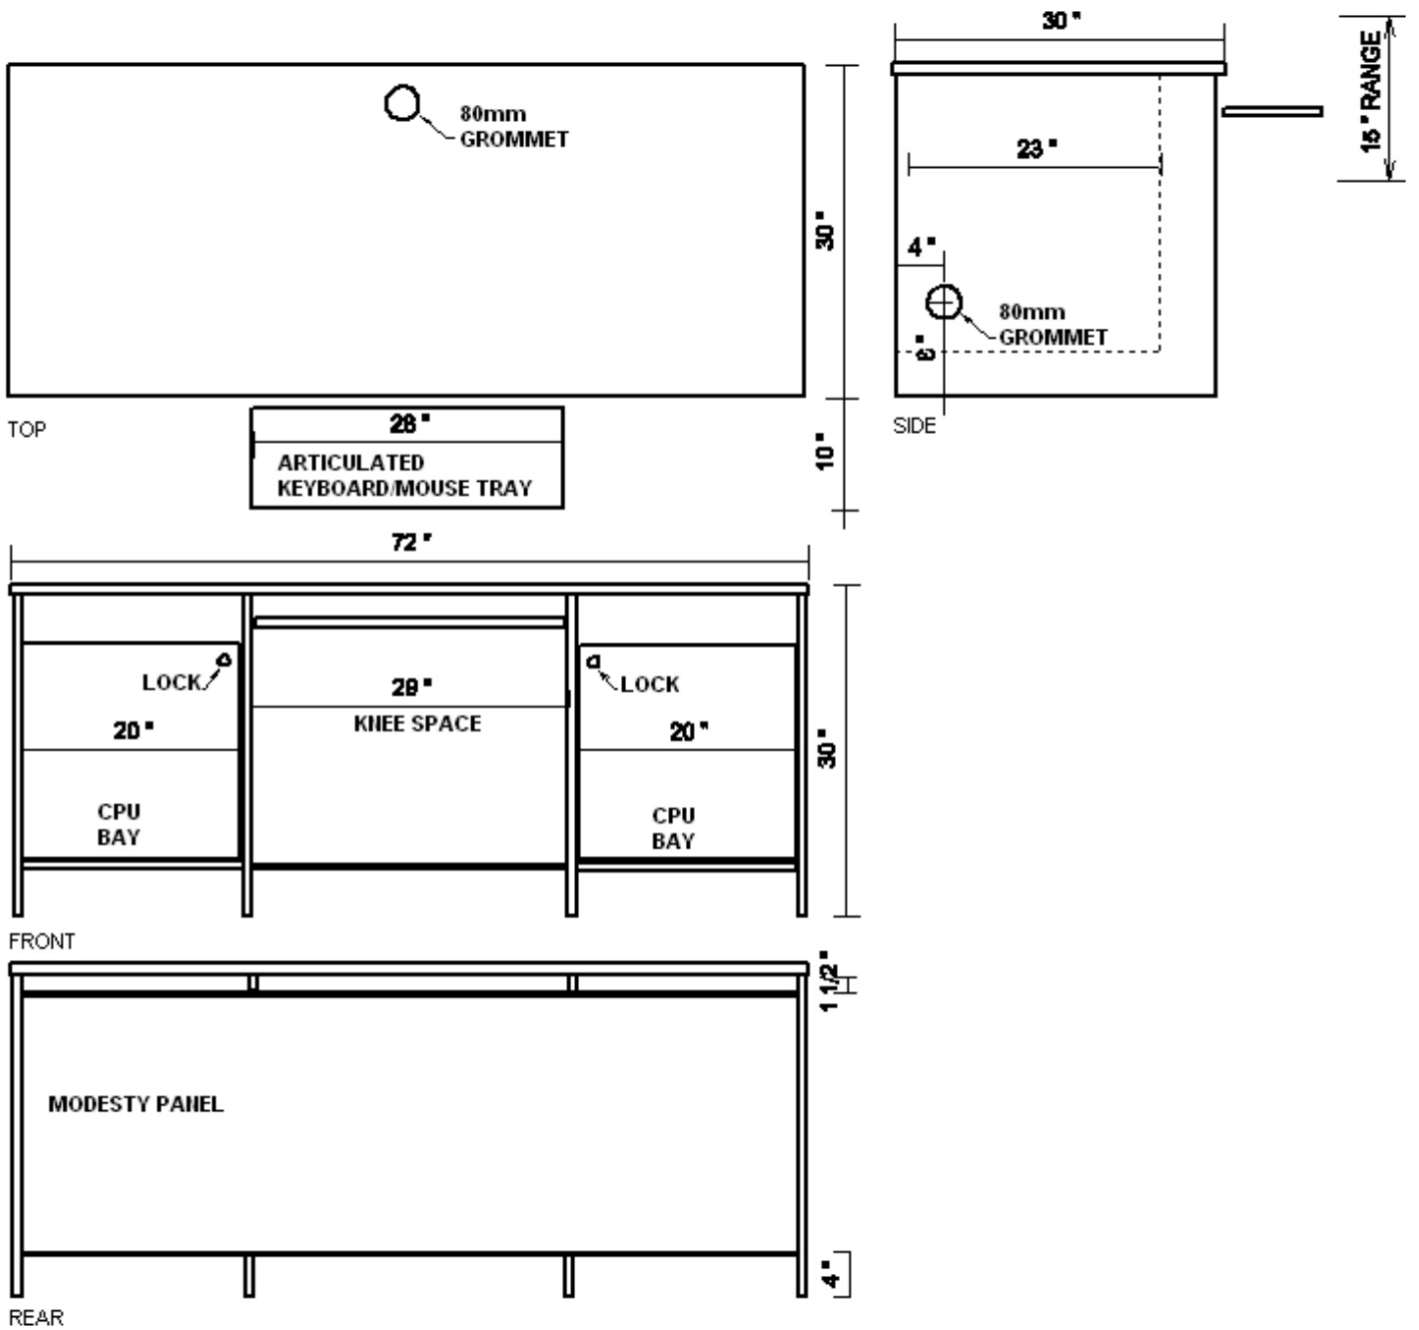 30 "
15 " RANGE
80mm
GROMMET
23 "
30 "
4 "
80mm
GROMMET
8 "
TOP
SIDE
28 "
10 "
ARTICULATED
KEYBOARD/MOUSE TRAY
72 "
LOCK
LOCK
29 "
KNEE SPACE
20 "
20 "
30 "
CPU
BAY
CPU
BAY
FRONT
1 1/2 "
MODESTY PANEL
4 "
REAR